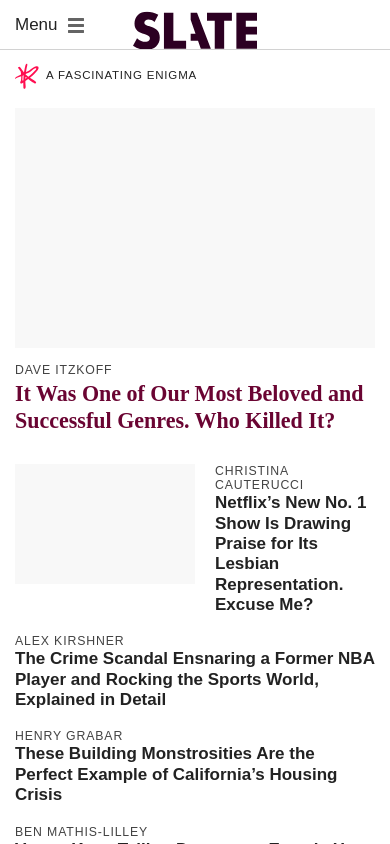 Menu
SLATE
A FASCINATING ENIGMA
DAVE ITZKOFF
It Was One of Our Most Beloved and
Successful Genres. Who Killed It?
CHRISTINA
CAUTERUCCI
Netflix’s New No. 1
Show Is Drawing
Praise for Its
Lesbian
Representation.
Excuse Me?
ALEX KIRSHNER
The Crime Scandal Ensnaring a Former NBA
Player and Rocking the Sports World,
Explained in Detail
HENRY GRABAR
These Building Monstrosities Are the
Perfect Example of California’s Housing
Crisis
BEN MATHIS-LILLEY